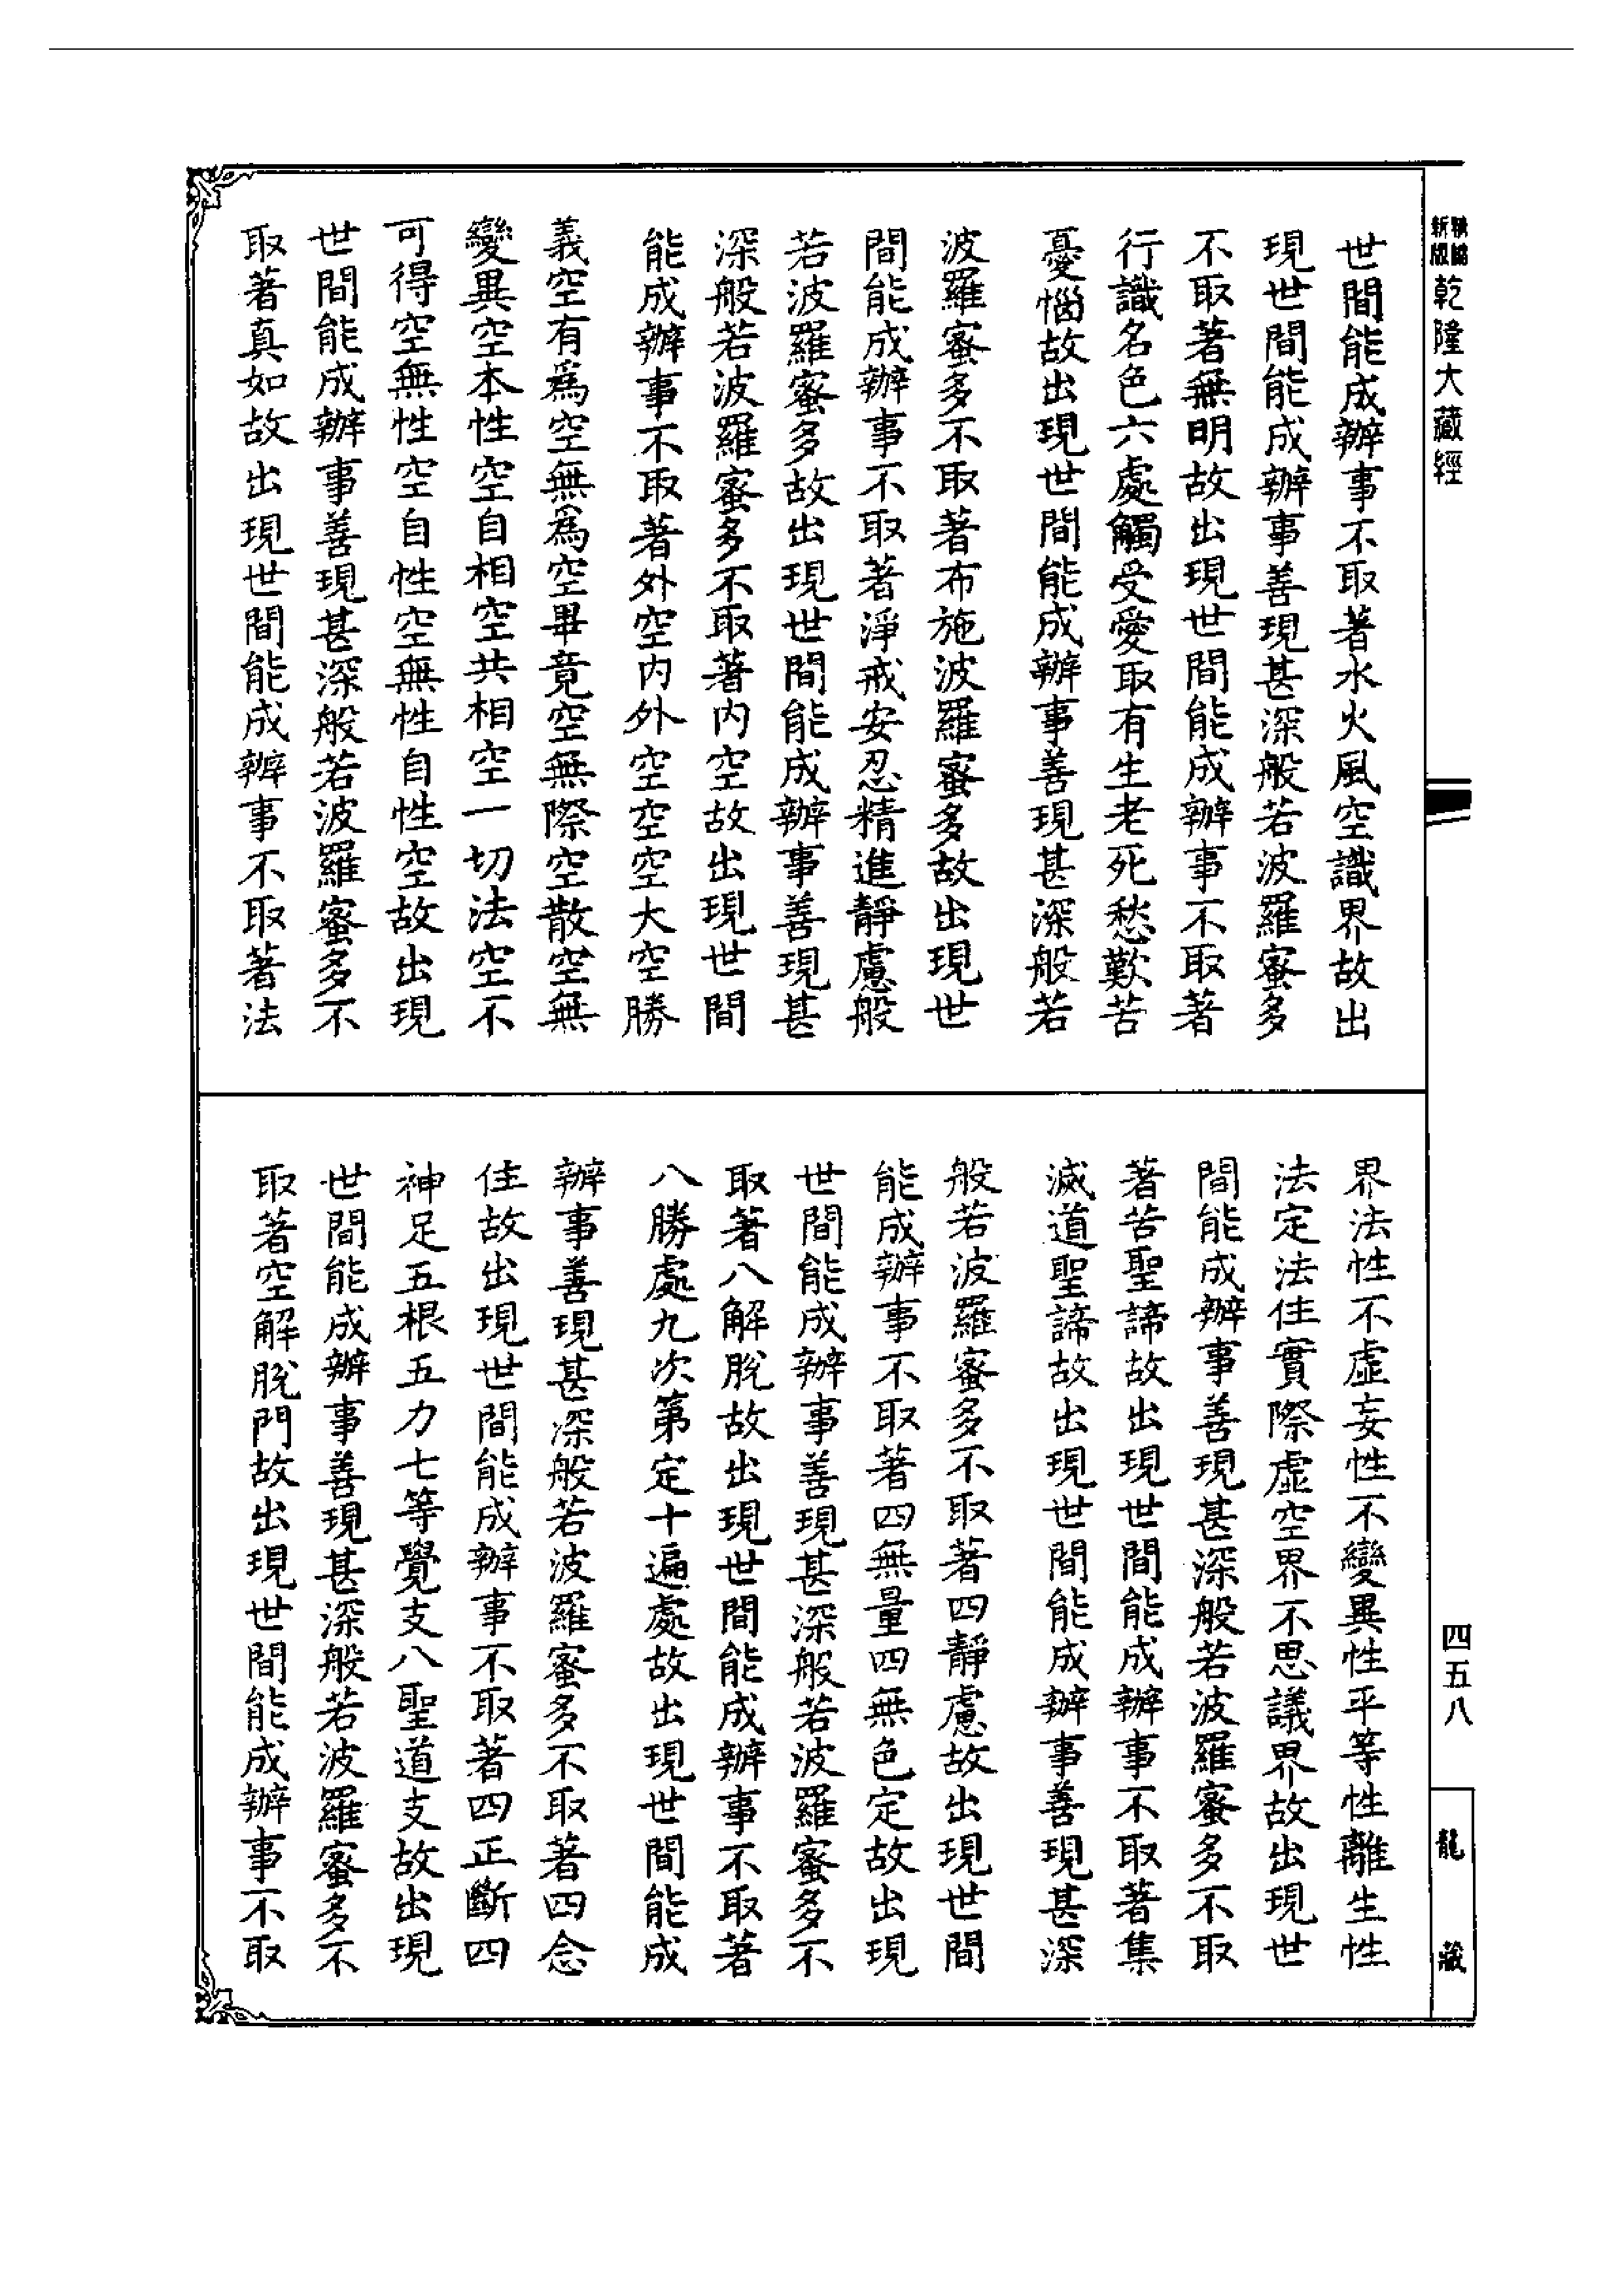 新版
乾隆大藏經
四五八
龍藏
世間能成辦事不取著水火風空識界故出
現世間能成辦事善現甚深般若波羅蜜多
不取著無明故出現世間能成辦事不取著
行識名色六處觸受愛取有生老死愁歎苦
憂惱故出現世間能成辦事善現甚深般若
波羅蜜多不取著布施波羅蜜多故出現世
間能成辦事不取著淨戒安忍精進靜慮般
若波羅蜜多故出現世間能成辦事善現甚
深般若波羅蜜多不取著內空故出現世間
能成辦事不取著外空內外空空空大空勝
義空有為空無為空畢竟空無際空散空無
變異空本性空自相空共相空一切法空不
可得空無性空自性空無性自性空故出現
世間能成辦事善現甚深般若波羅蜜多不
取著真如故出現世間能成辦事不取著法
界法性不虛妄性不變異性平等性離生性
法定法住實際虛空界不思議界故出現世
間能成辦事善現甚深般若波羅蜜多不取
著苦聖諦故出現世間能成辦事不取著集
滅道聖諦故出現世間能成辦事善現甚深
般若波羅蜜多不取著四靜慮故出現世間
能成辦事不取著四無量四無色定故出現
世間能成辦事善現甚深般若波羅蜜多不
取著八解脫故出現世間能成辦事不取著
八勝處九次第定十遍處故出現世間能成
辦事善現甚深般若波羅蜜多不取著四念
住故出現世間能成辦事不取著四正斷四
神足五根五力七等覺支八聖道支故出現
世間能成辦事善現甚深般若波羅蜜多不
取著空解脫門故出現世間能成辦事不取